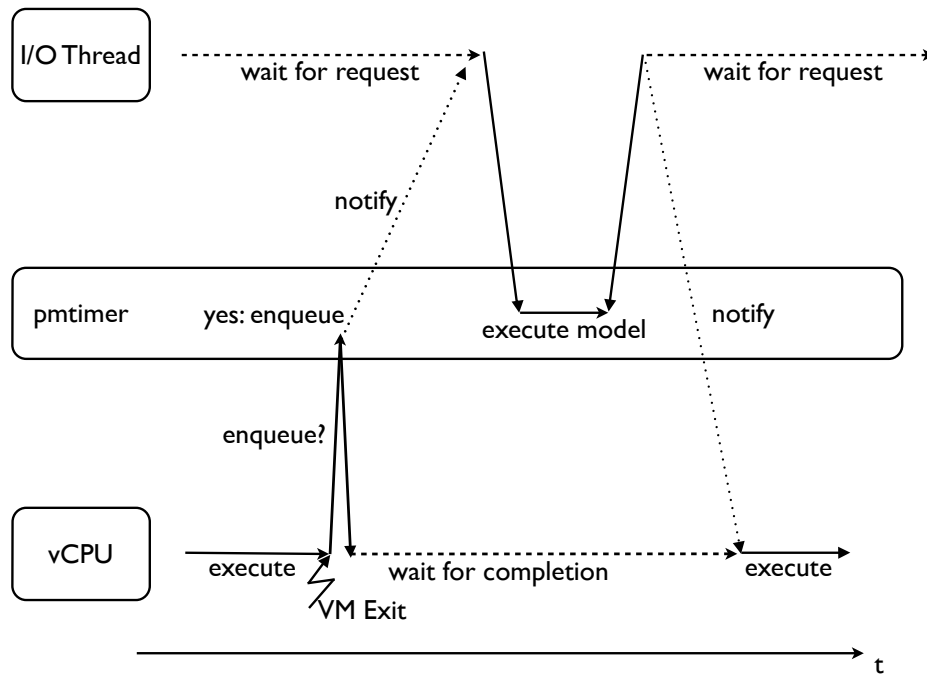 I/O Thread
wait for request
wait for request
notify
pmtimer
yes: enqueue
execute model
notify
enqueue?
vCPU
execute
wait for completion
execute
VM Exit
t